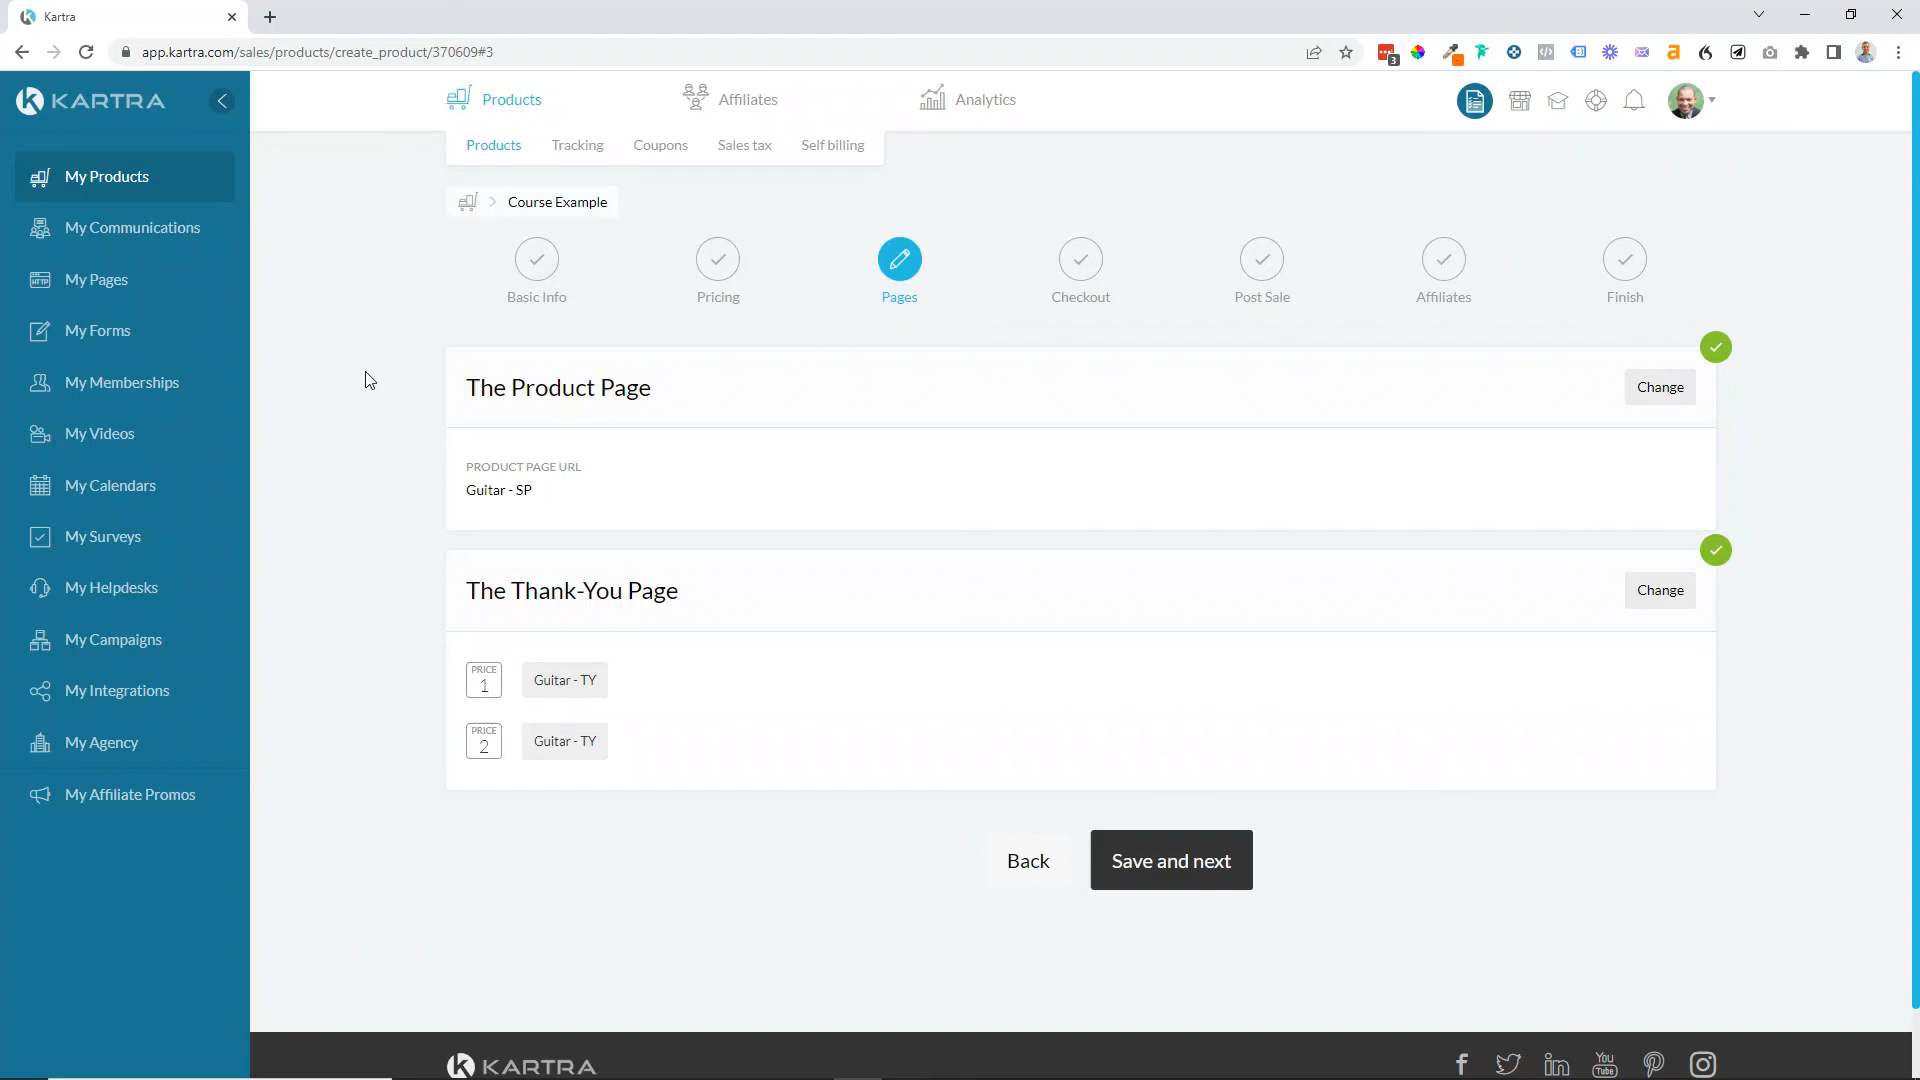 Kartra
app.kartra.com/sales/products/create_product/370609#3
3
KARTRA
Products
Affiliates
Analytics
Products
Tracking
Coupons
Sales tax
Self billing
Course Example
Basic Info
Pricing
Pages
Checkout
Post Sale
Affiliates
Finish
My Products
My Communications
HTTP
My Pages
My Forms
My Memberships
My Videos
My Calendars
My Surveys
My Helpdesks
My Campaigns
My Integrations
My Agency
My Affiliate Promos
The Product Page
Change
PRODUCT PAGE URL
Guitar - SP
The Thank-You Page
Change
PRICE
1
Guitar - TY
PRICE
2
Guitar - TY
Back
Save and next
KARTRA
You
Tube